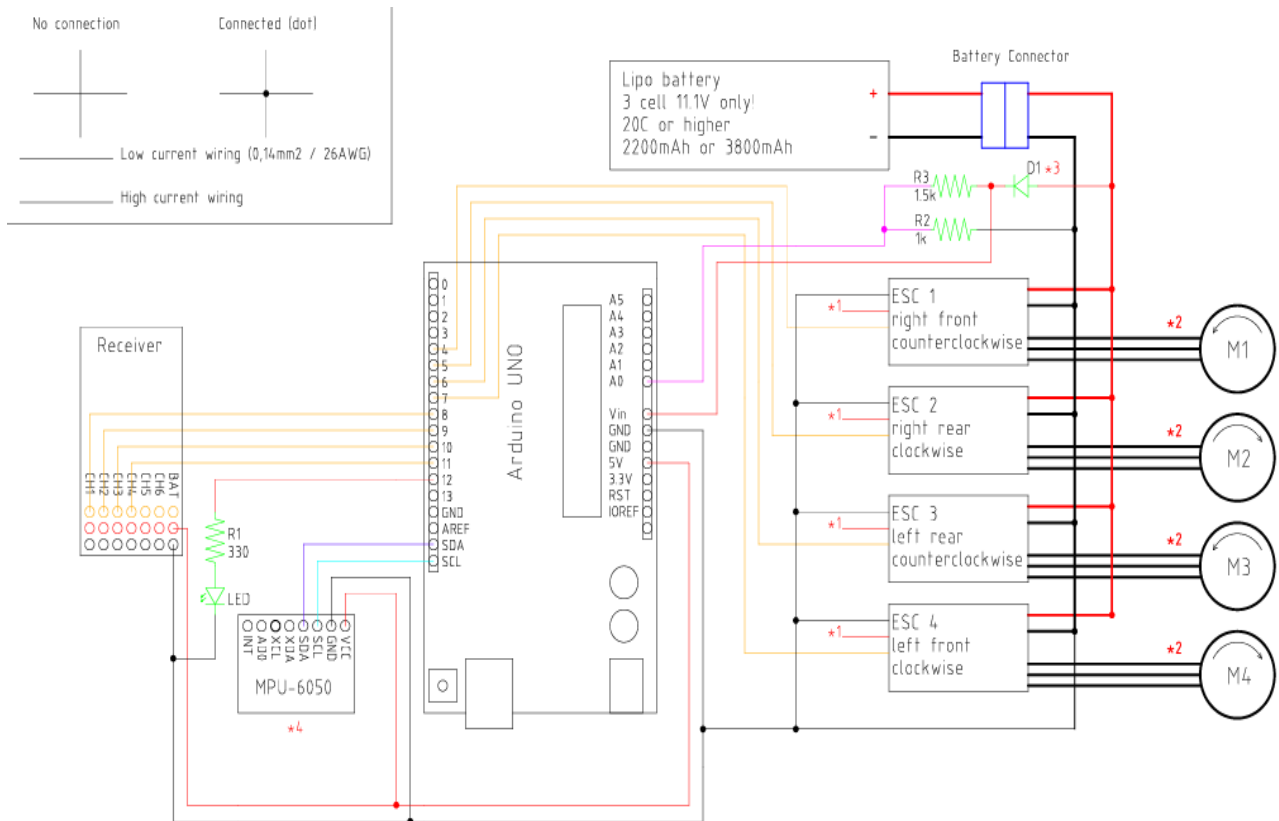 No connection
Connected (dot)
Low current wiring (0,14mm2 / 26AWG)
High current wiring
Lipo battery
3 cell 11.1V only!
20C or higher
2200mAh or 3800mAh
+
-
Battery Connector
R3
1.5k
D1 *3
R2
1k
Receiver
CH1
CH2
CH3
CH4
CH5
CH6
BAT
R1
330
LED
INT
AD0
XCL
XDA
SDA
SCL
GND
VCC
MPU-6050
*4
Arduino UNO
0
1
2
3
4
5
6
7
8
9
10
11
12
13
GND
AREF
SDA
SCL
A5
A4
A3
A2
A1
A0
Vin
GND
GND
5V
3.3V
RST
IOREF
*1
ESC 1
right front
counterclockwise
*2
M1
*1
ESC 2
right rear
clockwise
*2
M2
*1
ESC 3
left rear
counterclockwise
*2
M3
*1
ESC 4
left front
clockwise
*2
M4